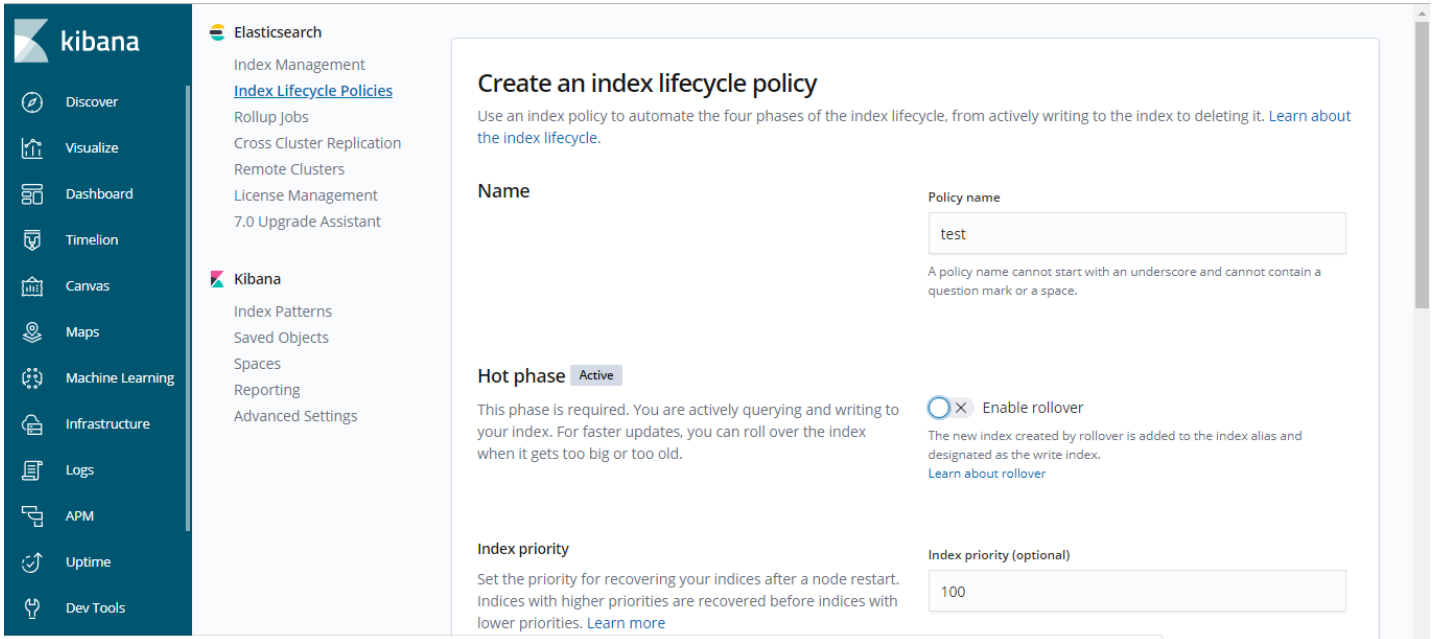 kibana
Discover
Visualize
Dashboard
Timelion
Canvas
Maps
Machine Learning
Infrastructure
Logs
APM
Uptime
Dev Tools
Elasticsearch
Index Management
Index Lifecycle Policies
Rollup Jobs
Cross Cluster Replication
Remote Clusters
License Management
7.0 Upgrade Assistant
Kibana
Index Patterns
Saved Objects
Spaces
Reporting
Advanced Settings
Create an index lifecycle policy
Use an index policy to automate the four phases of the index lifecycle, from actively writing to the index to deleting it. Learn about
the index lifecycle.
Name
Policy name
test
A policy name cannot start with an underscore and cannot contain a
question mark or a space.
Hot phase Active
This phase is required. You are actively querying and writing to
your index. For faster updates, you can roll over the index
when it gets too big or too old.
Enable rollover
The new index created by rollover is added to the index alias and
designated as the write index.
Learn about rollover
Index priority
Set the priority for recovering your indices after a node restart.
Indices with higher priorities are recovered before indices with
lower priorities. Learn more
Index priority (optional)
100